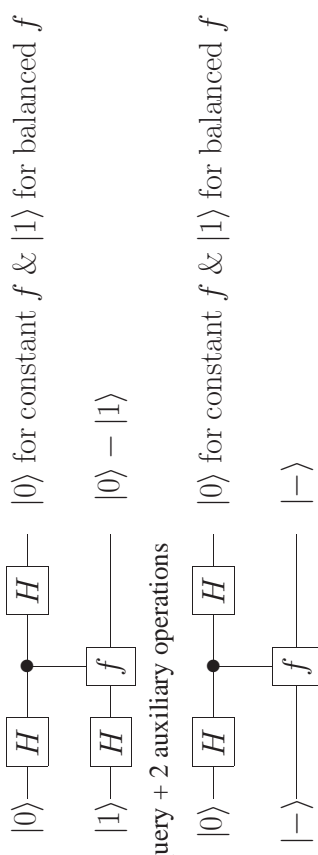 |0⟩ H H |0⟩ for constant f & |1⟩ for balanced f
|1⟩ H f |0⟩ − |1⟩
uery + 2 auxiliary operations
|0⟩ H H |0⟩ for constant f & |1⟩ for balanced f
|−⟩ f |−⟩